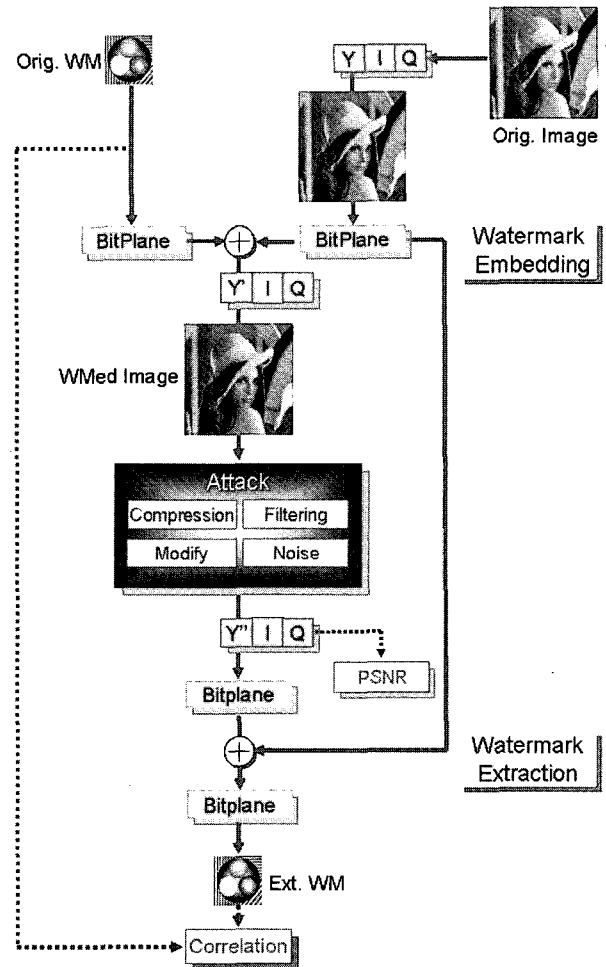 Orig. WM
Y I Q
Orig. Image
BitPlane
BitPlane
Watermark
Embedding
Y' I Q
WMed Image
Attack
Compression
Filtering
Modify
Noise
Y'' I Q
PSNR
Bitplane
Watermark
Extraction
Bitplane
Ext. WM
Correlation